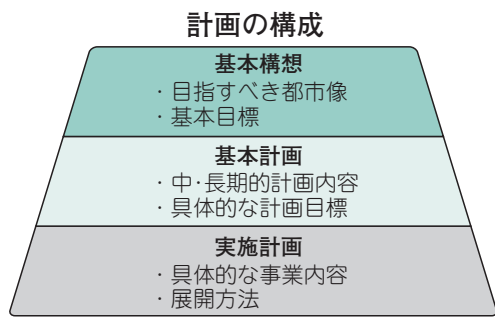 計画の構成
基本構想
・目指すべき都市像
・基本目標
基本計画
・中・長期的計画内容
・具体的な計画目標
実施計画
・具体的な事業内容
・展開方法